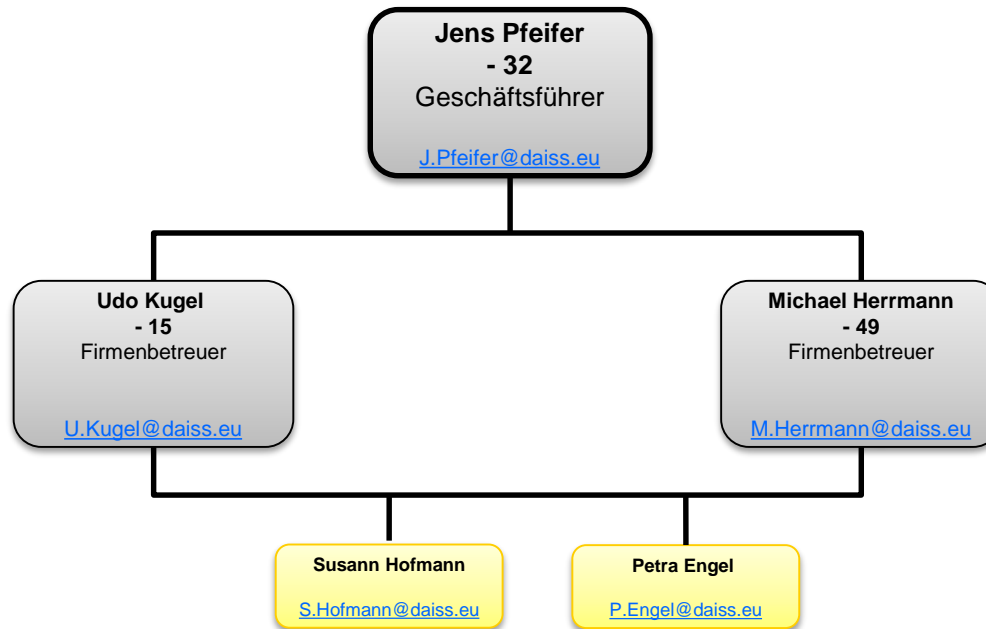 Jens Pfeifer
- 32
Geschäftsführer
J.Pfeifer@daiss.eu
Udo Kugel
- 15
Firmenbetreuer
U.Kugel@daiss.eu
Michael Herrmann
- 49
Firmenbetreuer
M.Herrmann@daiss.eu
Susann Hofmann
S.Hofmann@daiss.eu
Petra Engel
P.Engel@daiss.eu